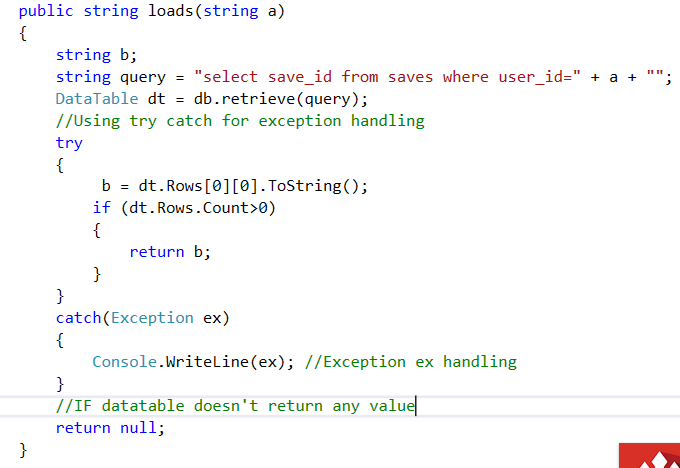 public string loads(string a)
{
    string b;
    string query = "select save_id from saves where user_id=" + a + "";
    DataTable dt = db.retrieve(query);
    //Using try catch for exception handling
    try
    {
         b = dt.Rows[0][0].ToString();
        if (dt.Rows.Count>0)
        {
            return b;
        }
    }
    catch(Exception ex)
    {
        Console.WriteLine(ex); //Exception ex handling
    }
    //IF datatable doesn't return any value
    return null;
}